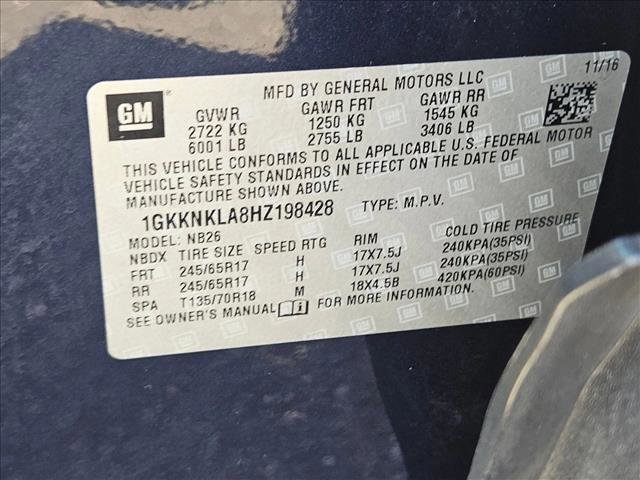 GM
MFD BY GENERAL MOTORS LLC 11/16
GVWR GAWR FRT GAWR RR
2722 KG 1250 KG 1545 KG
6001 LB 2755 LB 3406 LB
THIS VEHICLE CONFORMS TO ALL APPLICABLE U.S. FEDERAL MOTOR
VEHICLE SAFETY STANDARDS IN EFFECT ON THE DATE OF
MANUFACTURE SHOWN ABOVE.
1GKKNKLA8HZ198428 TYPE: M.P.V.
MODEL: NB26
NBDX TIRE SIZE SPEED RTG RIM COLD TIRE PRESSURE
FRT 245/65R17 H 17X7.5J 240KPA(35PSI)
RR 245/65R17 H 17X7.5J 240KPA(35PSI)
SPA T135/70R18 M 18X4.5B 420KPA(60PSI)
SEE OWNER'S MANUAL